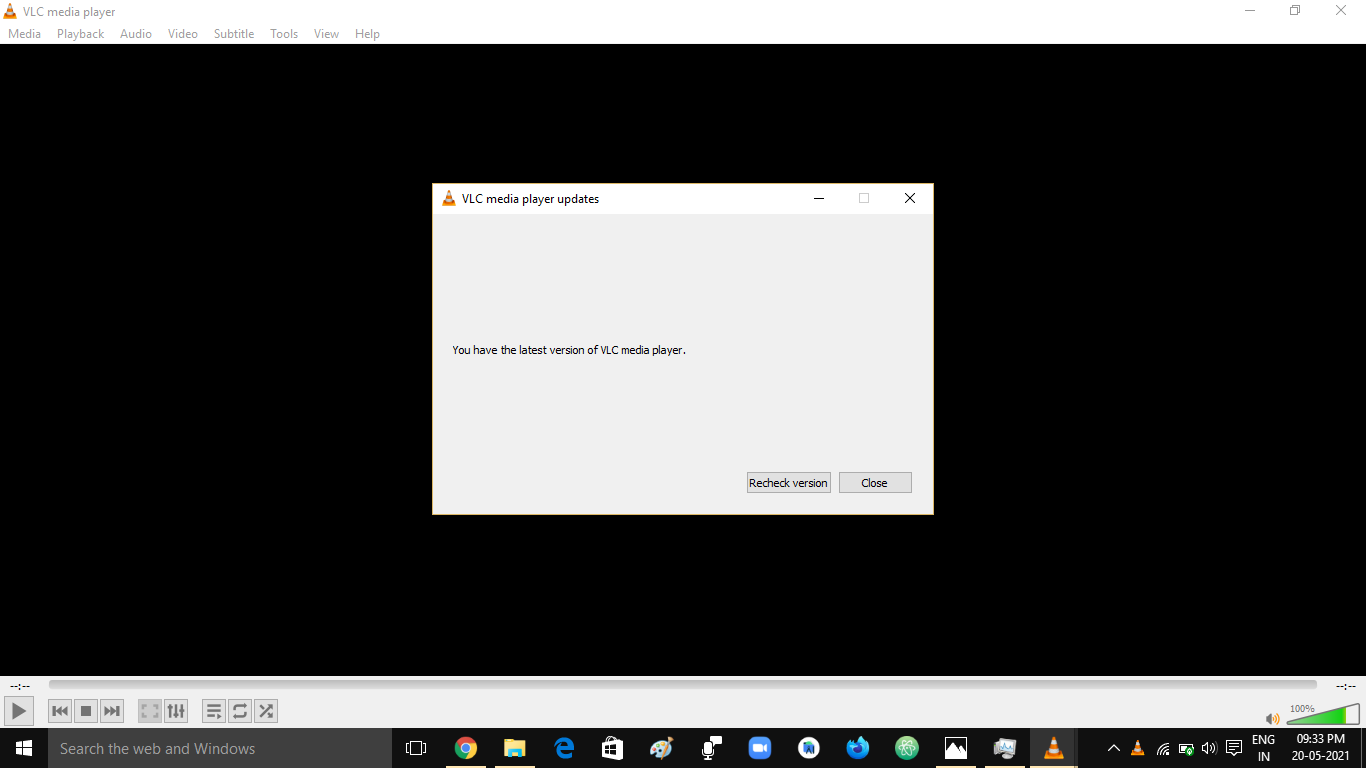 VLC media player
Media Playback Audio Video Subtitle Tools View Help
VLC media player updates
You have the latest version of VLC media player.
Recheck version Close
--:-- --:--
100%
Search the web and Windows
ENG
IN
09:33 PM
20-05-2021